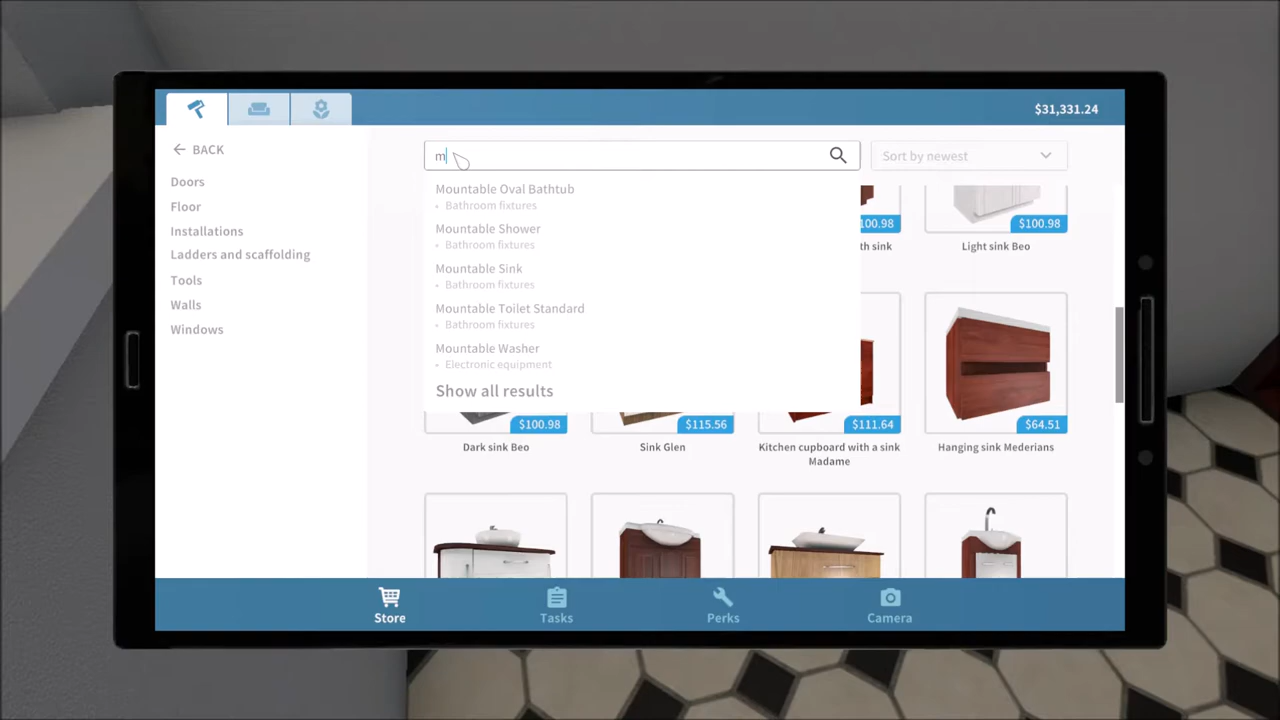 $31,331.24
BACK
Doors
Floor
Installations
Ladders and scaffolding
Tools
Walls
Windows
m
Sort by newest
Mountable Oval Bathtub
• Bathroom fixtures
Mountable Shower
• Bathroom fixtures
Mountable Sink
• Bathroom fixtures
Mountable Toilet Standard
• Bathroom fixtures
Mountable Washer
• Electronic equipment
Show all results
00.98
$100.98
th sink
Light sink Beo
$100.98
$115.56
$111.64
$64.51
Dark sink Beo
Sink Glen
Kitchen cupboard with a sink
Madame
Hanging sink Mederians
Store
Tasks
Perks
Camera